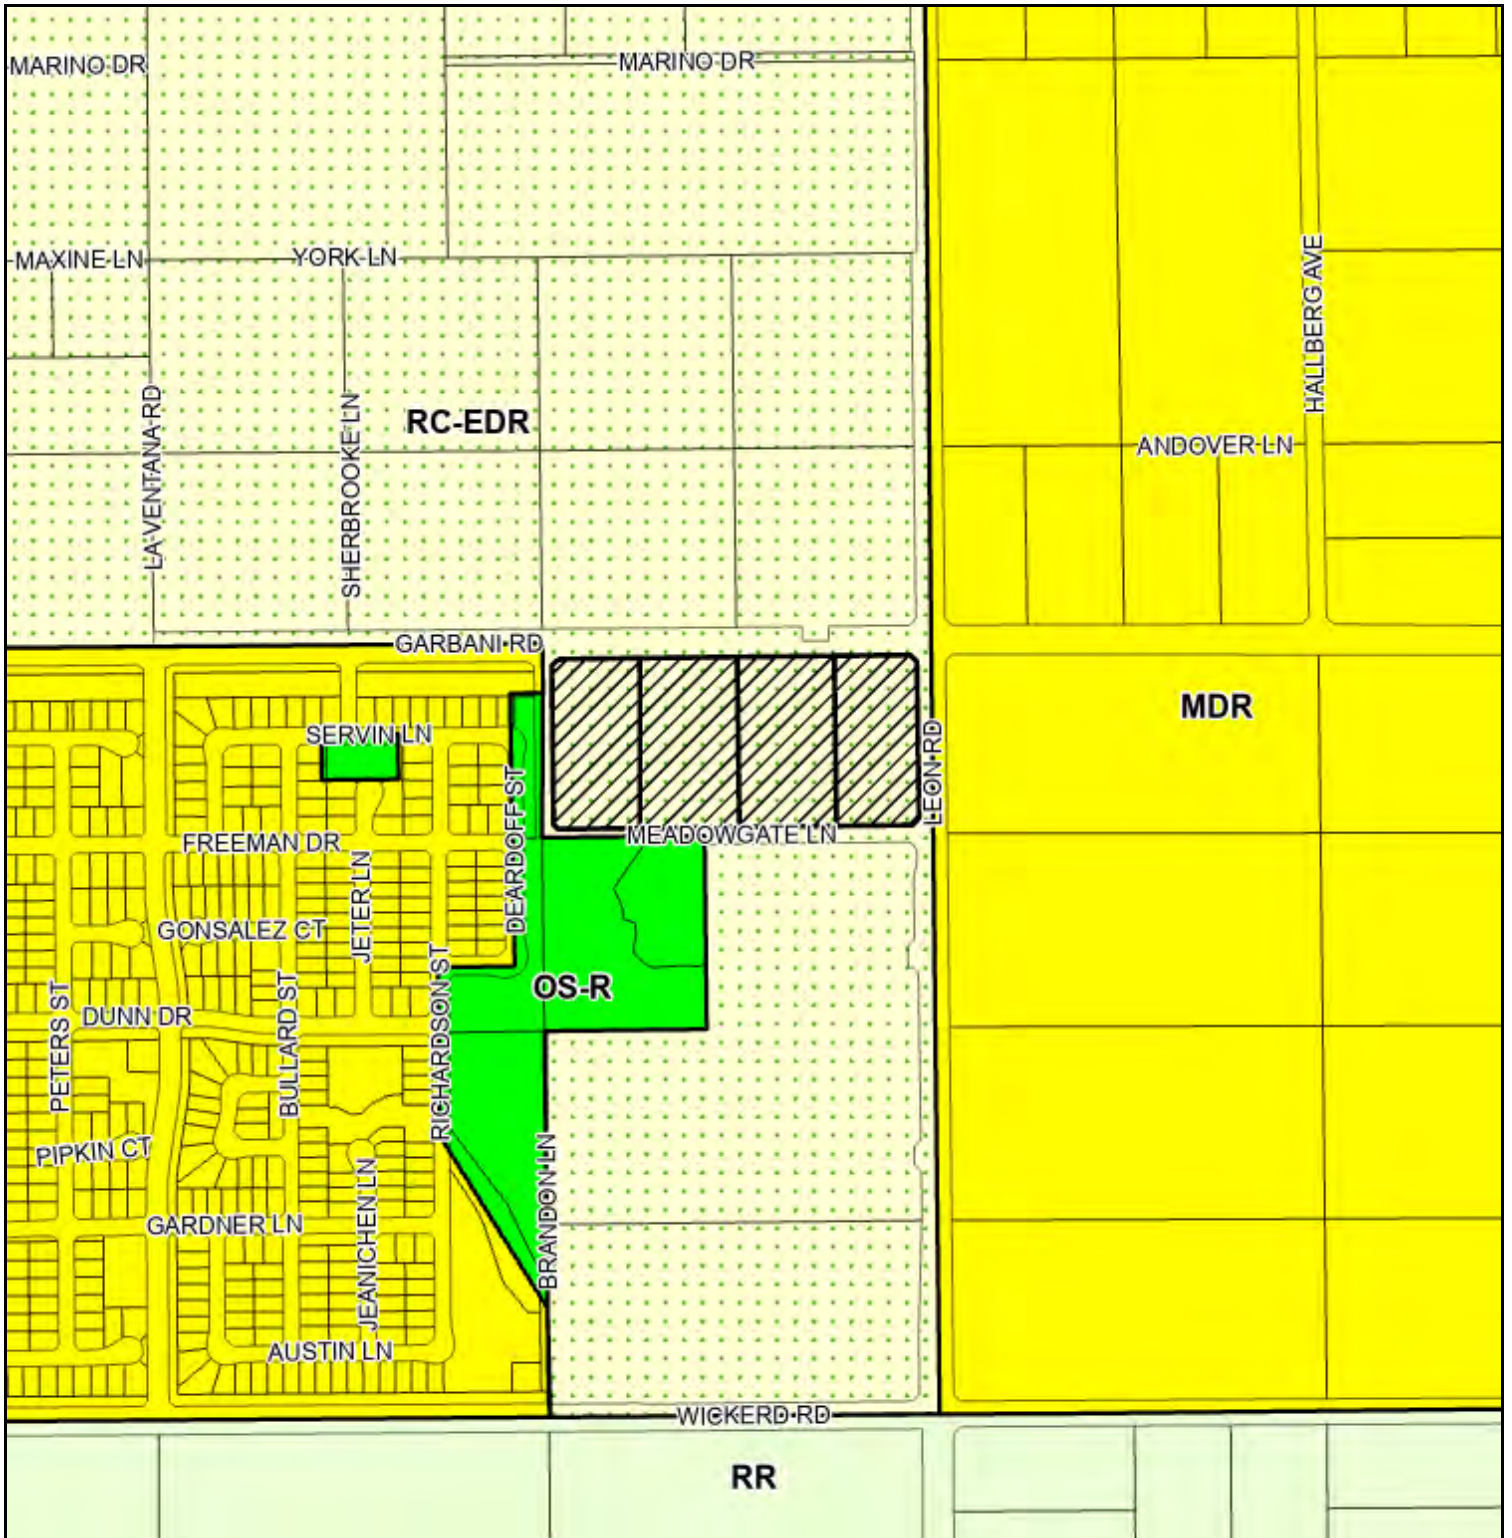 MARINO DR
MARINO DR
MAXINE LN
YORK LN
HALLBERG AVE
LA VENTANA RD
SHERBROOKE LN
RC-EDR
ANDOVER LN
GARBANI RD
MDR
SERVIN LN
LEON RD
DEARDOFF ST
FREEMAN DR
MEADOWGATE LN
JETER LN
GONSALEZ CT
RICHARDSON ST
OS-R
PETERS ST
DUNN DR
BULLARD ST
PIPKIN CT
BRANDON LN
JEANICHEN LN
GARDNER LN
AUSTIN LN
WICKERD RD
RR